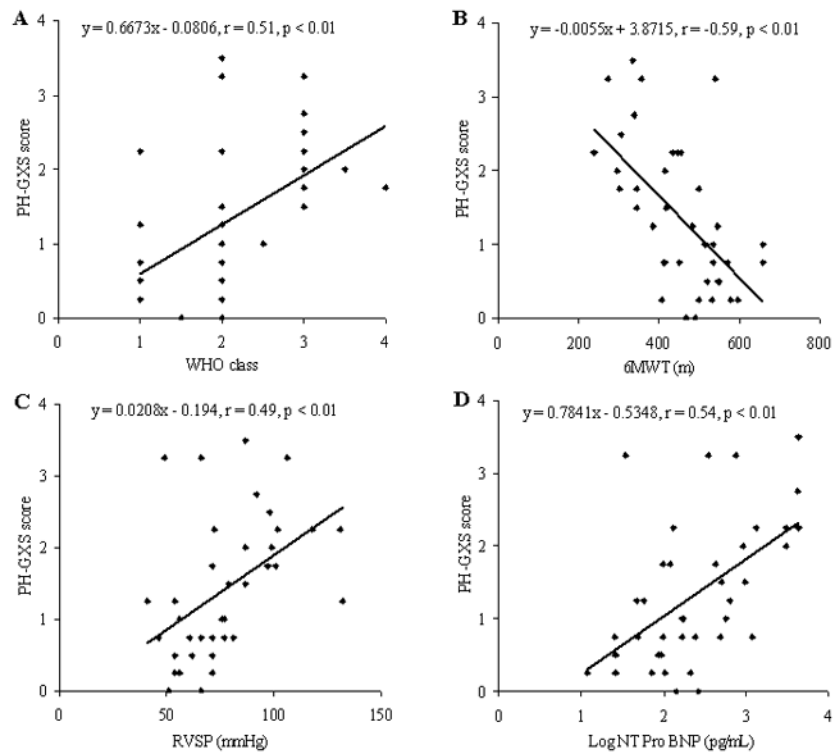 A
y = 0.6673x - 0.0806, r = 0.51, p < 0.01
4
3
2
1
0
PH-GXS score
0 1 2 3 4
WHO class
B
y = -0.0055x + 3.8715, r = -0.59, p < 0.01
4
3
2
1
0
PH-GXS score
0 200 400 600 800
6MWT (m)
C
y = 0.0208x - 0.194, r = 0.49, p < 0.01
4
3
2
1
0
PH-GXS score
0 50 100 150
RVSP (mmHg)
D
y = 0.7841x - 0.5348, r = 0.54, p < 0.01
4
3
2
1
0
PH-GXS score
0 1 2 3 4
Log NT Pro BNP (pg/mL)